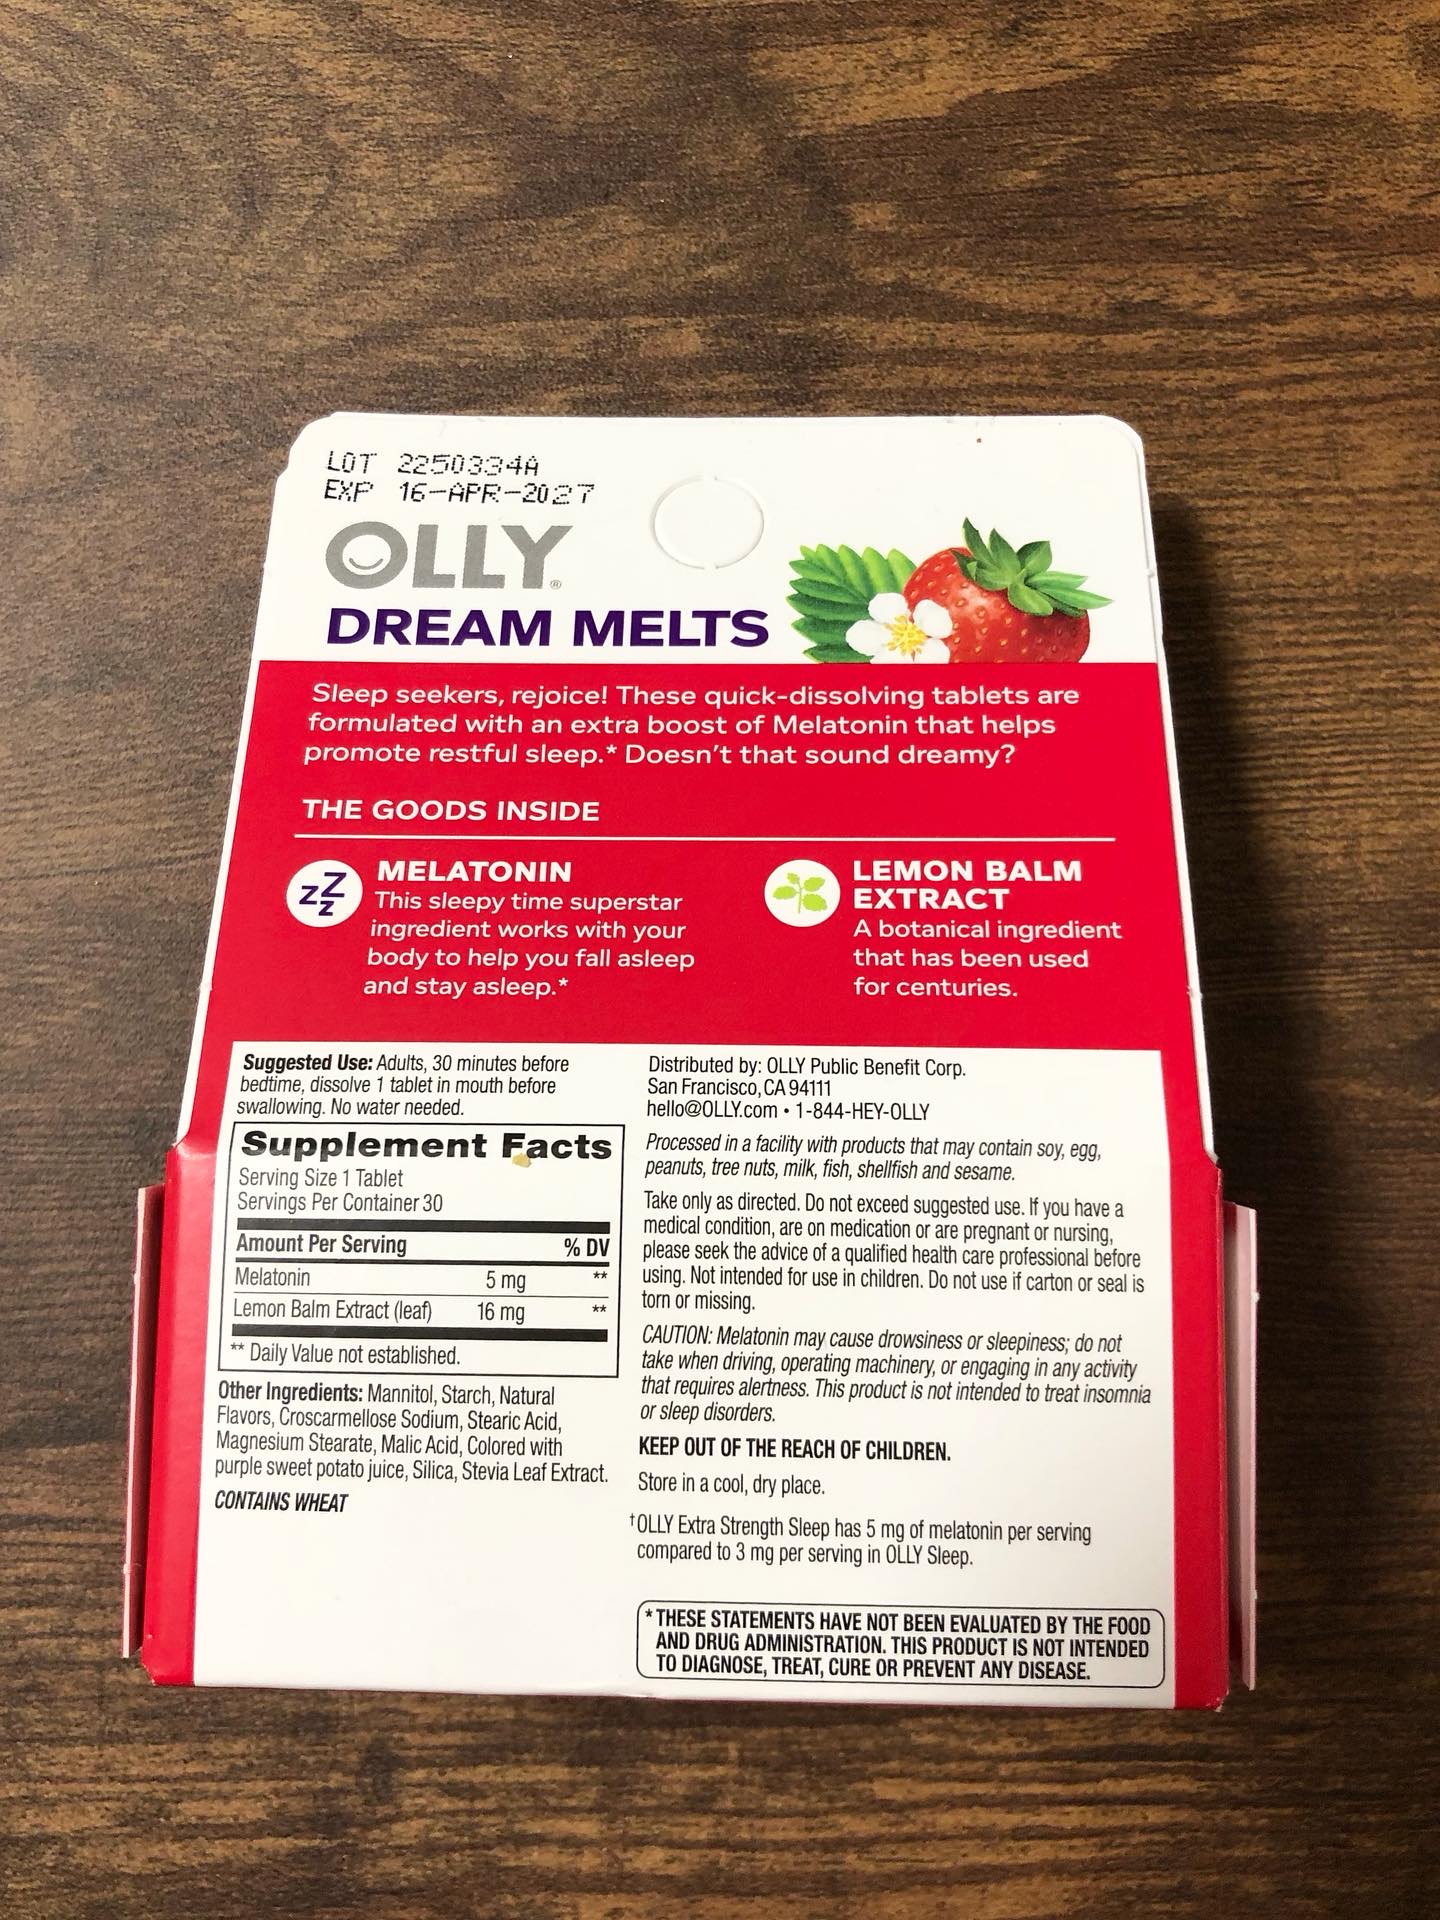 LOT 2250334A
EXP 16-APR-2027
OLLY®
DREAM MELTS
Sleep seekers, rejoice! These quick-dissolving tablets are
formulated with an extra boost of Melatonin that helps
promote restful sleep.* Doesn't that sound dreamy?
THE GOODS INSIDE
zZz
MELATONIN
This sleepy time superstar
ingredient works with your
body to help you fall asleep
and stay asleep.*
LEMON BALM
EXTRACT
A botanical ingredient
that has been used
for centuries.
Suggested Use: Adults, 30 minutes before
bedtime, dissolve 1 tablet in mouth before
swallowing. No water needed.
Supplement Facts
Serving Size 1 Tablet
Servings Per Container 30
Amount Per Serving % DV
Melatonin 5 mg **
Lemon Balm Extract (leaf) 16 mg **
** Daily Value not established.
Other Ingredients: Mannitol, Starch, Natural
Flavors, Croscarmellose Sodium, Stearic Acid,
Magnesium Stearate, Malic Acid, Colored with
purple sweet potato juice, Silica, Stevia Leaf Extract.
CONTAINS WHEAT
Distributed by: OLLY Public Benefit Corp.
San Francisco, CA 94111
hello@OLLY.com • 1-844-HEY-OLLY
Processed in a facility with products that may contain soy, egg,
peanuts, tree nuts, milk, fish, shellfish and sesame.
Take only as directed. Do not exceed suggested use. If you have a
medical condition, are on medication or are pregnant or nursing,
please seek the advice of a qualified health care professional before
using. Not intended for use in children. Do not use if carton or seal is
torn or missing.
CAUTION: Melatonin may cause drowsiness or sleepiness; do not
take when driving, operating machinery, or engaging in any activity
that requires alertness. This product is not intended to treat insomnia
or sleep disorders.
KEEP OUT OF THE REACH OF CHILDREN.
Store in a cool, dry place.
†OLLY Extra Strength Sleep has 5 mg of melatonin per serving
compared to 3 mg per serving in OLLY Sleep.
*THESE STATEMENTS HAVE NOT BEEN EVALUATED BY THE FOOD
AND DRUG ADMINISTRATION. THIS PRODUCT IS NOT INTENDED
TO DIAGNOSE, TREAT, CURE OR PREVENT ANY DISEASE.